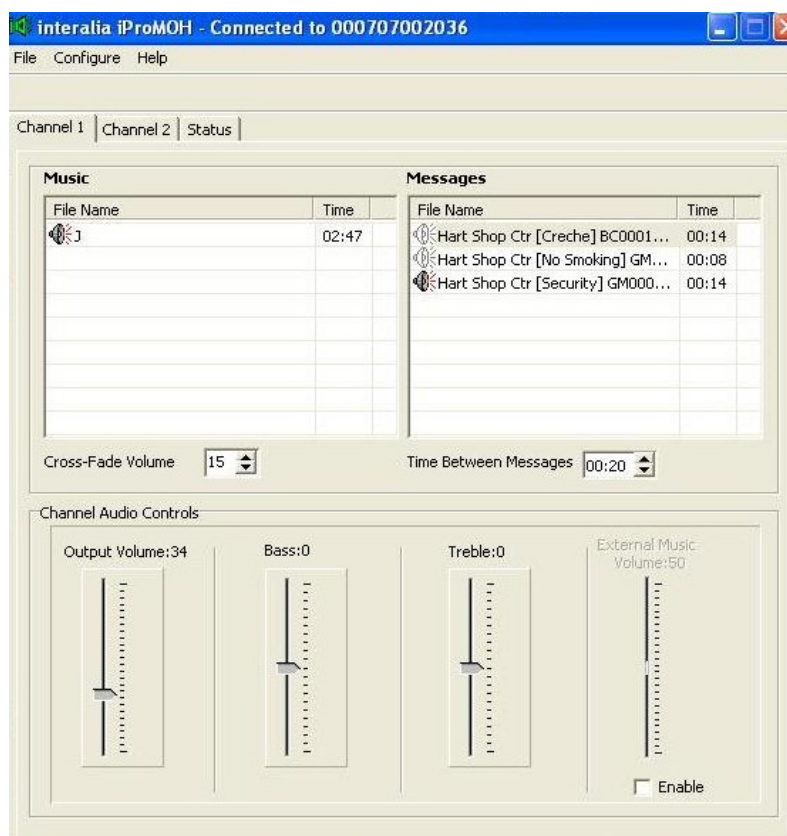 interalia iProMOH - Connected to 000707002036
File Configure Help
Channel 1 Channel 2 Status
Music
File Name Time
J 02:47
Cross-Fade Volume 15
Messages
File Name Time
Hart Shop Ctr [Creche] BC0001... 00:14
Hart Shop Ctr [No Smoking] GM... 00:08
Hart Shop Ctr [Security] GM000... 00:14
Time Between Messages 00:20
Channel Audio Controls
Output Volume:34
Bass:0
Treble:0
External Music
Volume:50
Enable